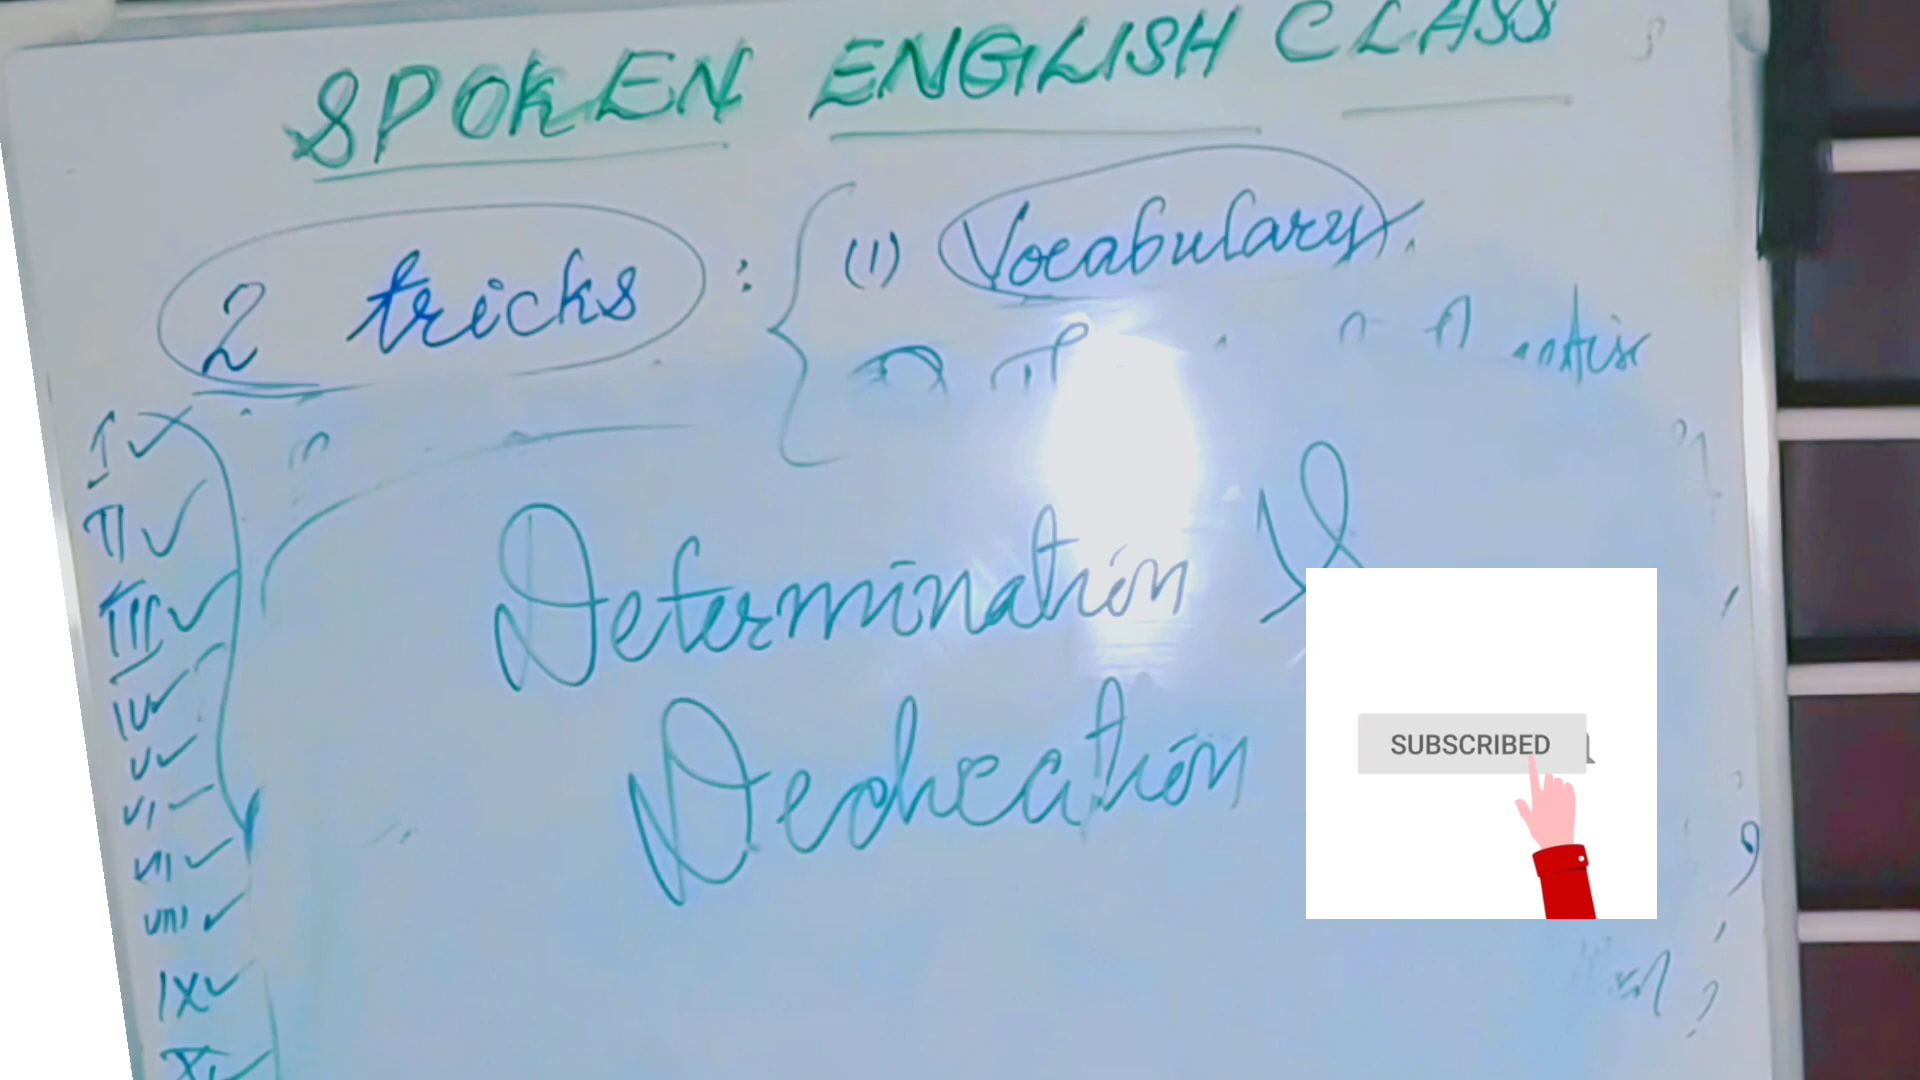 SPOKEN ENGLISH CLASS
2 tricks : (1) Vocabulary.
I
II
III
IV
V
VI
VII
VIII
IX
X
Determination &
Dedication
SUBSCRIBED